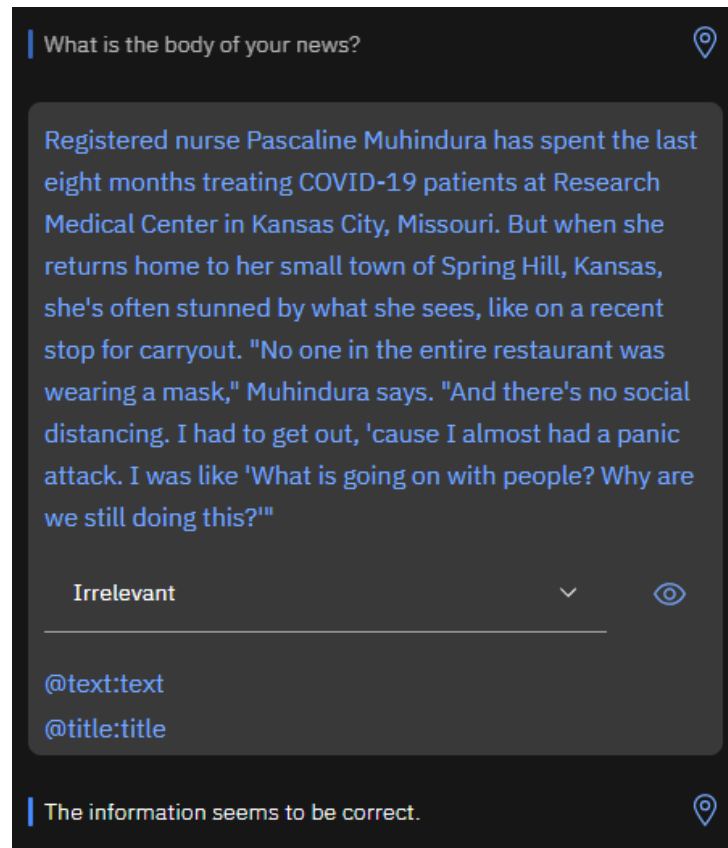 What is the body of your news?
Registered nurse Pascaline Muhindura has spent the last
eight months treating COVID-19 patients at Research
Medical Center in Kansas City, Missouri. But when she
returns home to her small town of Spring Hill, Kansas,
she's often stunned by what she sees, like on a recent
stop for carryout. "No one in the entire restaurant was
wearing a mask," Muhindura says. "And there's no social
distancing. I had to get out, 'cause I almost had a panic
attack. I was like 'What is going on with people? Why are
we still doing this?'"
Irrelevant
@text:text
@title:title
The information seems to be correct.